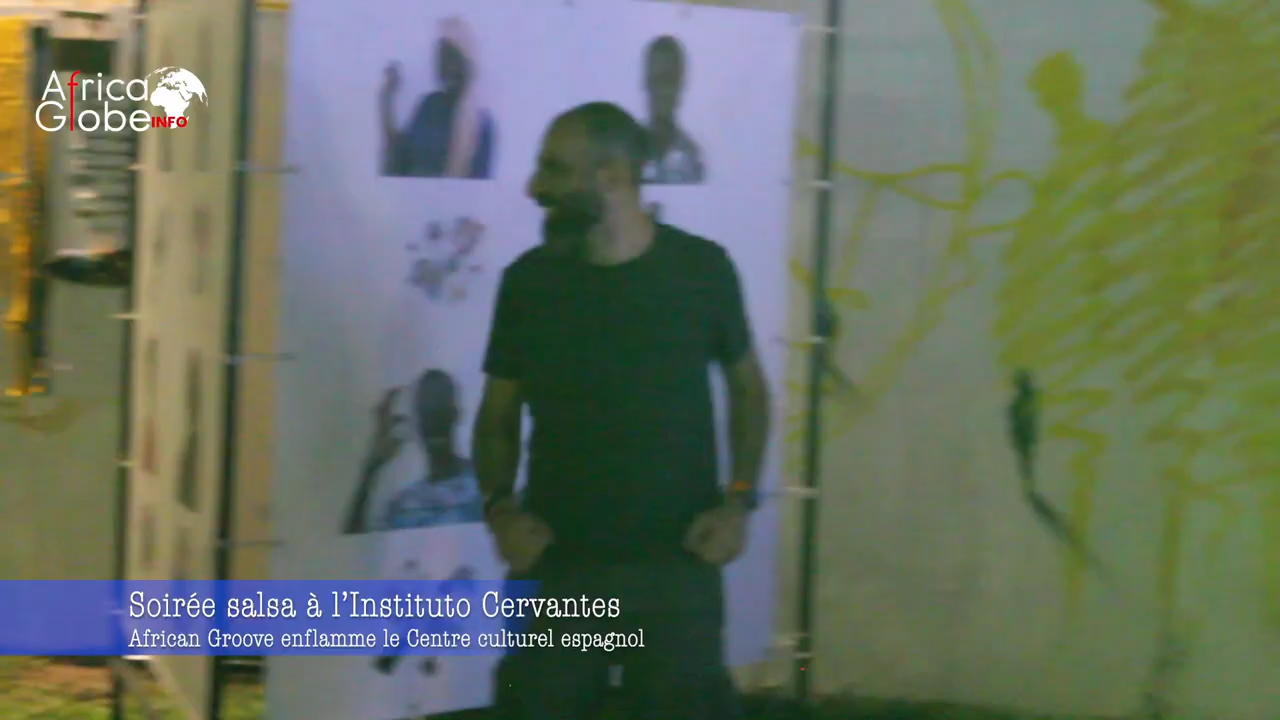 Africa
Globe INFO
Soirée salsa à l'Instituto Cervantes
African Groove enflamme le Centre culturel espagnol